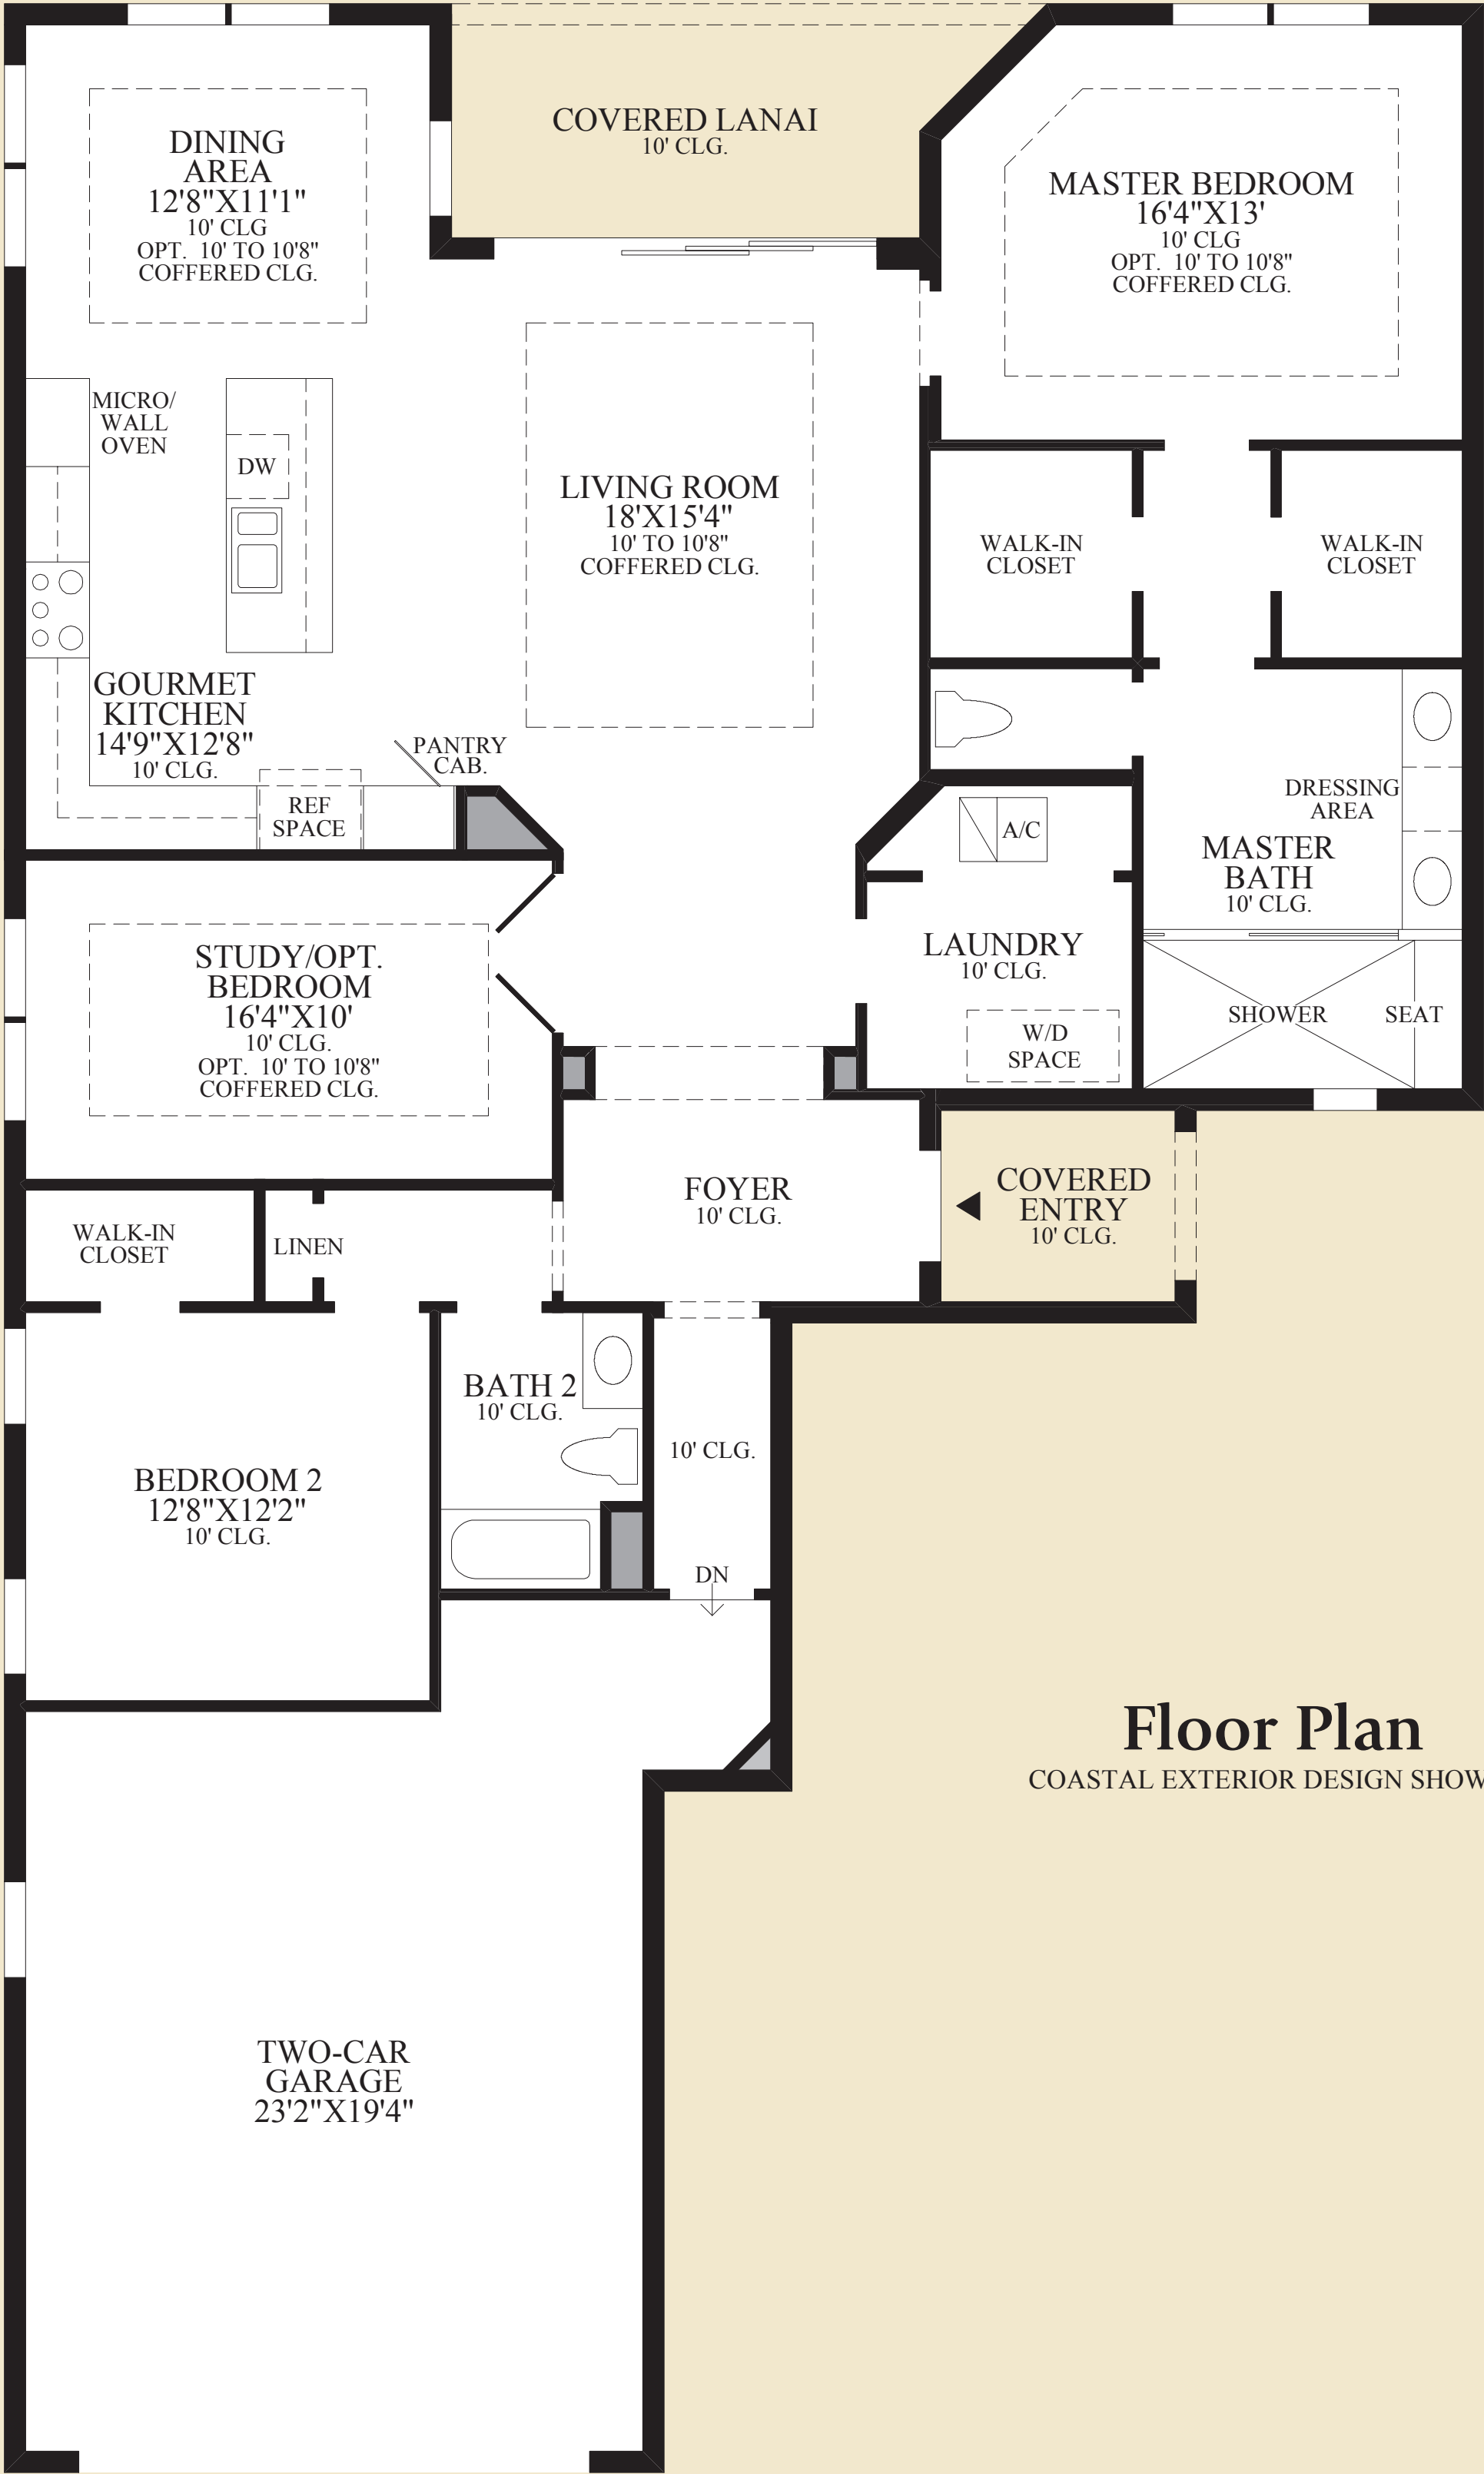 COVERED LANAI
10' CLG.
DINING
AREA
12'8"X11'1"
10' CLG
OPT. 10' TO 10'8"
COFFERED CLG.
MASTER BEDROOM
16'4"X13'
10' CLG
OPT. 10' TO 10'8"
COFFERED CLG.
MICRO/
WALL
OVEN
DW
LIVING ROOM
18'X15'4"
10' TO 10'8"
COFFERED CLG.
WALK-IN
CLOSET
WALK-IN
CLOSET
GOURMET
KITCHEN
14'9"X12'8"
10' CLG.
PANTRY
CAB.
REF
SPACE
A/C
DRESSING
AREA
MASTER
BATH
10' CLG.
STUDY/OPT.
BEDROOM
16'4"X10'
10' CLG.
OPT. 10' TO 10'8"
COFFERED CLG.
LAUNDRY
10' CLG.
W/D
SPACE
SHOWER
SEAT
FOYER
10' CLG.
COVERED
ENTRY
10' CLG.
WALK-IN
CLOSET
LINEN
BATH 2
10' CLG.
10' CLG.
BEDROOM 2
12'8"X12'2"
10' CLG.
DN
Floor Plan
COASTAL EXTERIOR DESIGN SHOW
TWO-CAR
GARAGE
23'2"X19'4"